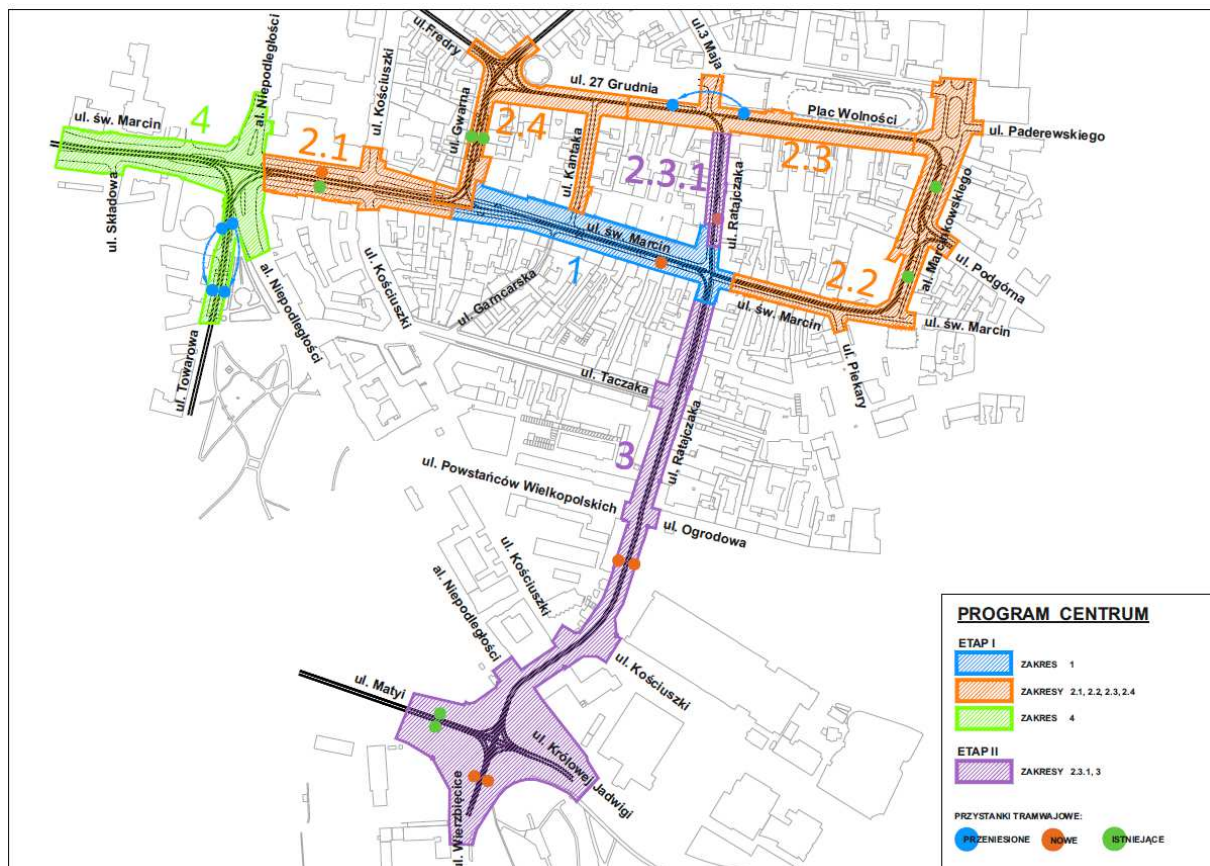 ul.Fredry
al. Niepodległości
ul. Kościuszki
ul.3 Maja
ul. 27 Grudnia
Plac Wolności
ul. św. Marcin
4
2.1
ul. Gwarna
2.4
ul. Kantaka
2.3.1
2.3
ul. Paderewskiego
ul. Składowa
ul. Ratajczaka
al. Marcinkowskiego
ul. św. Marcin
1
ul. Podgórna
2.2
al. Niepodległości
ul. Kościuszki
ul. Garncarska
ul. św. Marcin
ul. św. Marcin
ul. Towarowa
ul. Taczaka
ul. Piekary
3
ul. Ratajczaka
ul. Powstańców Wielkopolskich
ul. Ogrodowa
ul. Kościuszki
al. Niepodległości
ul. Kościuszki
ul. Matyi
ul. Królowej Jadwigi
ul. Wierzbięcice
PROGRAM CENTRUM
ETAP I
ZAKRES 1
ZAKRESY 2.1, 2.2, 2.3, 2.4
ZAKRES 4
ETAP II
ZAKRESY 2.3.1, 3
PRZYSTANKI TRAMWAJOWE:
PRZENIESIONE NOWE ISTNIEJĄCE